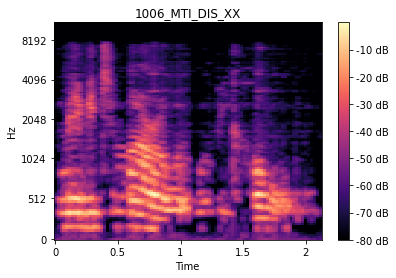 1006_MTI_DIS_XX
8192
4096
2048
1024
512
0
Hz
0
0.5
1
1.5
2
Time
-10 dB
-20 dB
-30 dB
-40 dB
-50 dB
-60 dB
-70 dB
-80 dB